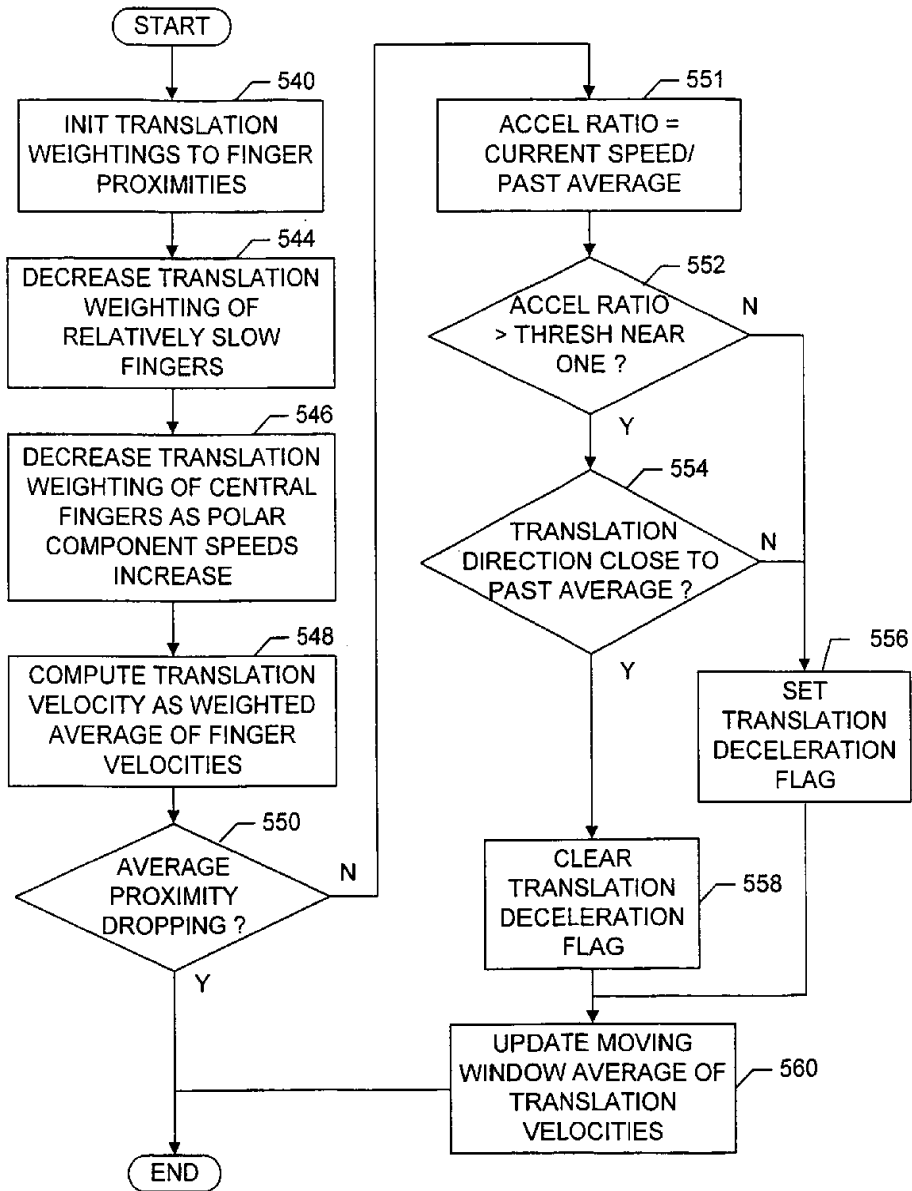 START
540
INIT TRANSLATION
WEIGHTINGS TO FINGER
PROXIMITIES
544
DECREASE TRANSLATION
WEIGHTING OF
RELATIVELY SLOW
FINGERS
546
DECREASE TRANSLATION
WEIGHTING OF CENTRAL
FINGERS AS POLAR
COMPONENT SPEEDS
INCREASE
548
COMPUTE TRANSLATION
VELOCITY AS WEIGHTED
AVERAGE OF FINGER
VELOCITIES
550
AVERAGE
PROXIMITY
DROPPING ?
N
Y
END
551
ACCEL RATIO =
CURRENT SPEED/
PAST AVERAGE
552
ACCEL RATIO
> THRESH NEAR
ONE ?
N
Y
554
TRANSLATION
DIRECTION CLOSE TO
PAST AVERAGE ?
N
Y
556
SET
TRANSLATION
DECELERATION
FLAG
CLEAR
TRANSLATION
DECELERATION
FLAG
558
UPDATE MOVING
WINDOW AVERAGE OF
TRANSLATION
VELOCITIES
560